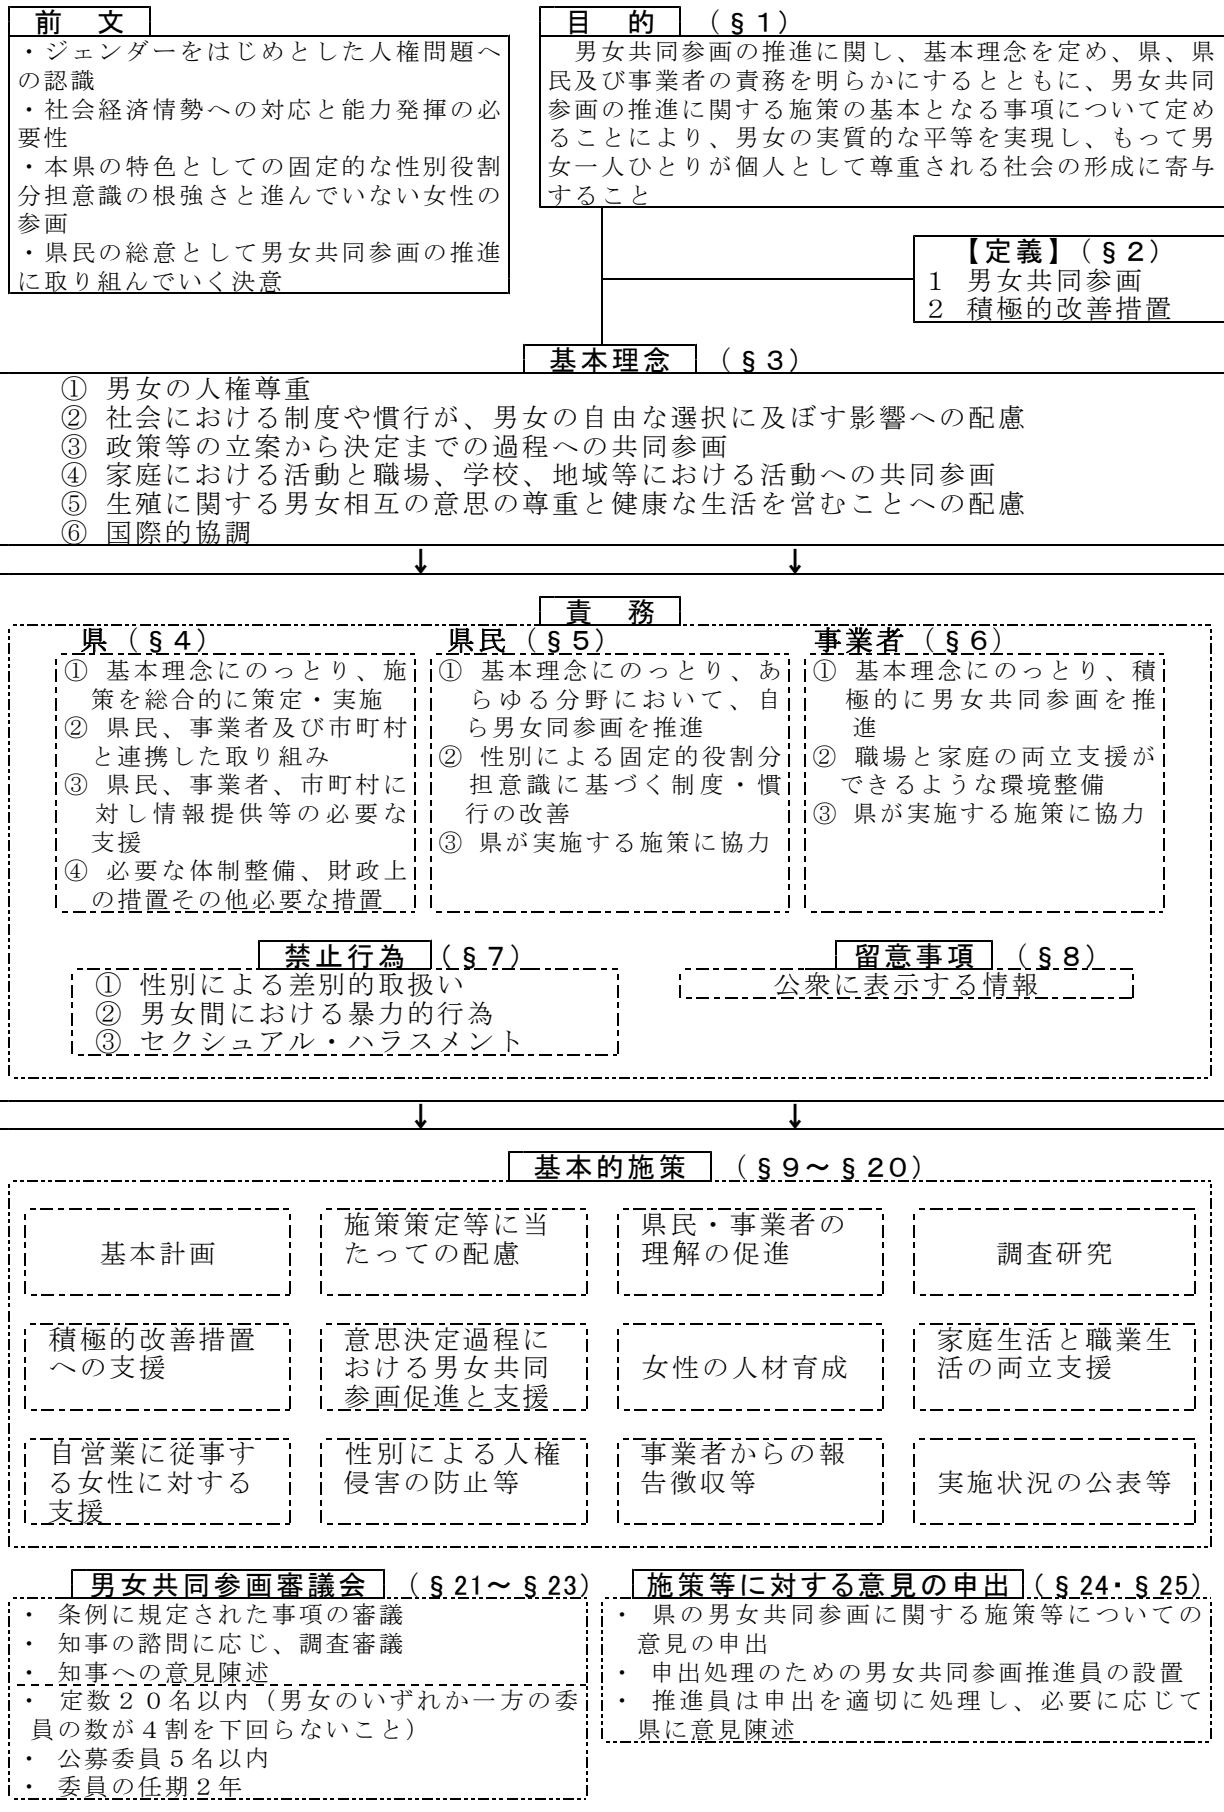 前　文
・ジェンダーをはじめとした人権問題へ
の認識
・社会経済情勢への対応と能力発揮の必
要性
・本県の特色としての固定的な性別役割
分担意識の根強さと進んでいない女性の
参画
・県民の総意として男女共同参画の推進
に取り組んでいく決意
目　的　（§１）
　男女共同参画の推進に関し、基本理念を定め、県、県
民及び事業者の責務を明らかにするとともに、男女共同
参画の推進に関する施策の基本となる事項について定め
ることにより、男女の実質的な平等を実現し、もって男
女一人ひとりが個人として尊重される社会の形成に寄与
すること
【定義】（§２）
１　男女共同参画
２　積極的改善措置
基本理念　（§３）
①　男女の人権尊重
②　社会における制度や慣行が、男女の自由な選択に及ぼす影響への配慮
③　政策等の立案から決定までの過程への共同参画
④　家庭における活動と職場、学校、地域等における活動への共同参画
⑤　生殖に関する男女相互の意思の尊重と健康な生活を営むことへの配慮
⑥　国際的協調
↓　↓
責　務
県（§４）
①　基本理念にのっとり、施
策を総合的に策定・実施
②　県民、事業者及び市町村
と連携した取り組み
③　県民、事業者、市町村に
対し情報提供等の必要な
支援
④　必要な体制整備、財政上
の措置その他必要な措置
県民（§５）
①　基本理念にのっとり、あ
らゆる分野において、自
ら男女同参画を推進
②　性別による固定的役割分
担意識に基づく制度・慣
行の改善
③　県が実施する施策に協力
事業者（§６）
①　基本理念にのっとり、積
極的に男女共同参画を推
進
②　職場と家庭の両立支援が
できるような環境整備
③　県が実施する施策に協力
禁止行為（§７）
①　性別による差別的取扱い
②　男女間における暴力的行為
③　セクシュアル・ハラスメント
留意事項（§８）
公衆に表示する情報
↓　↓
基本的施策　（§９～§２０）
基本計画
施策策定等に当
たっての配慮
県民・事業者の
理解の促進
調査研究
積極的改善措置
への支援
意思決定過程に
おける男女共同
参画促進と支援
女性の人材育成
家庭生活と職業生
活の両立支援
自営業に従事す
る女性に対する
支援
性別による人権
侵害の防止等
事業者からの報
告徴収等
実施状況の公表等
男女共同参画審議会　（§21～§23）
・　条例に規定された事項の審議
・　知事の諮問に応じ、調査審議
・　知事への意見陳述
・　定数２０名以内（男女のいずれか一方の委
員の数が４割を下回らないこと）
・　公募委員５名以内
・　委員の任期２年
施策等に対する意見の申出（§24・§25）
・　県の男女共同参画に関する施策等についての
意見の申出
・　申出処理のための男女共同参画推進員の設置
・　推進員は申出を適切に処理し、必要に応じて
県に意見陳述